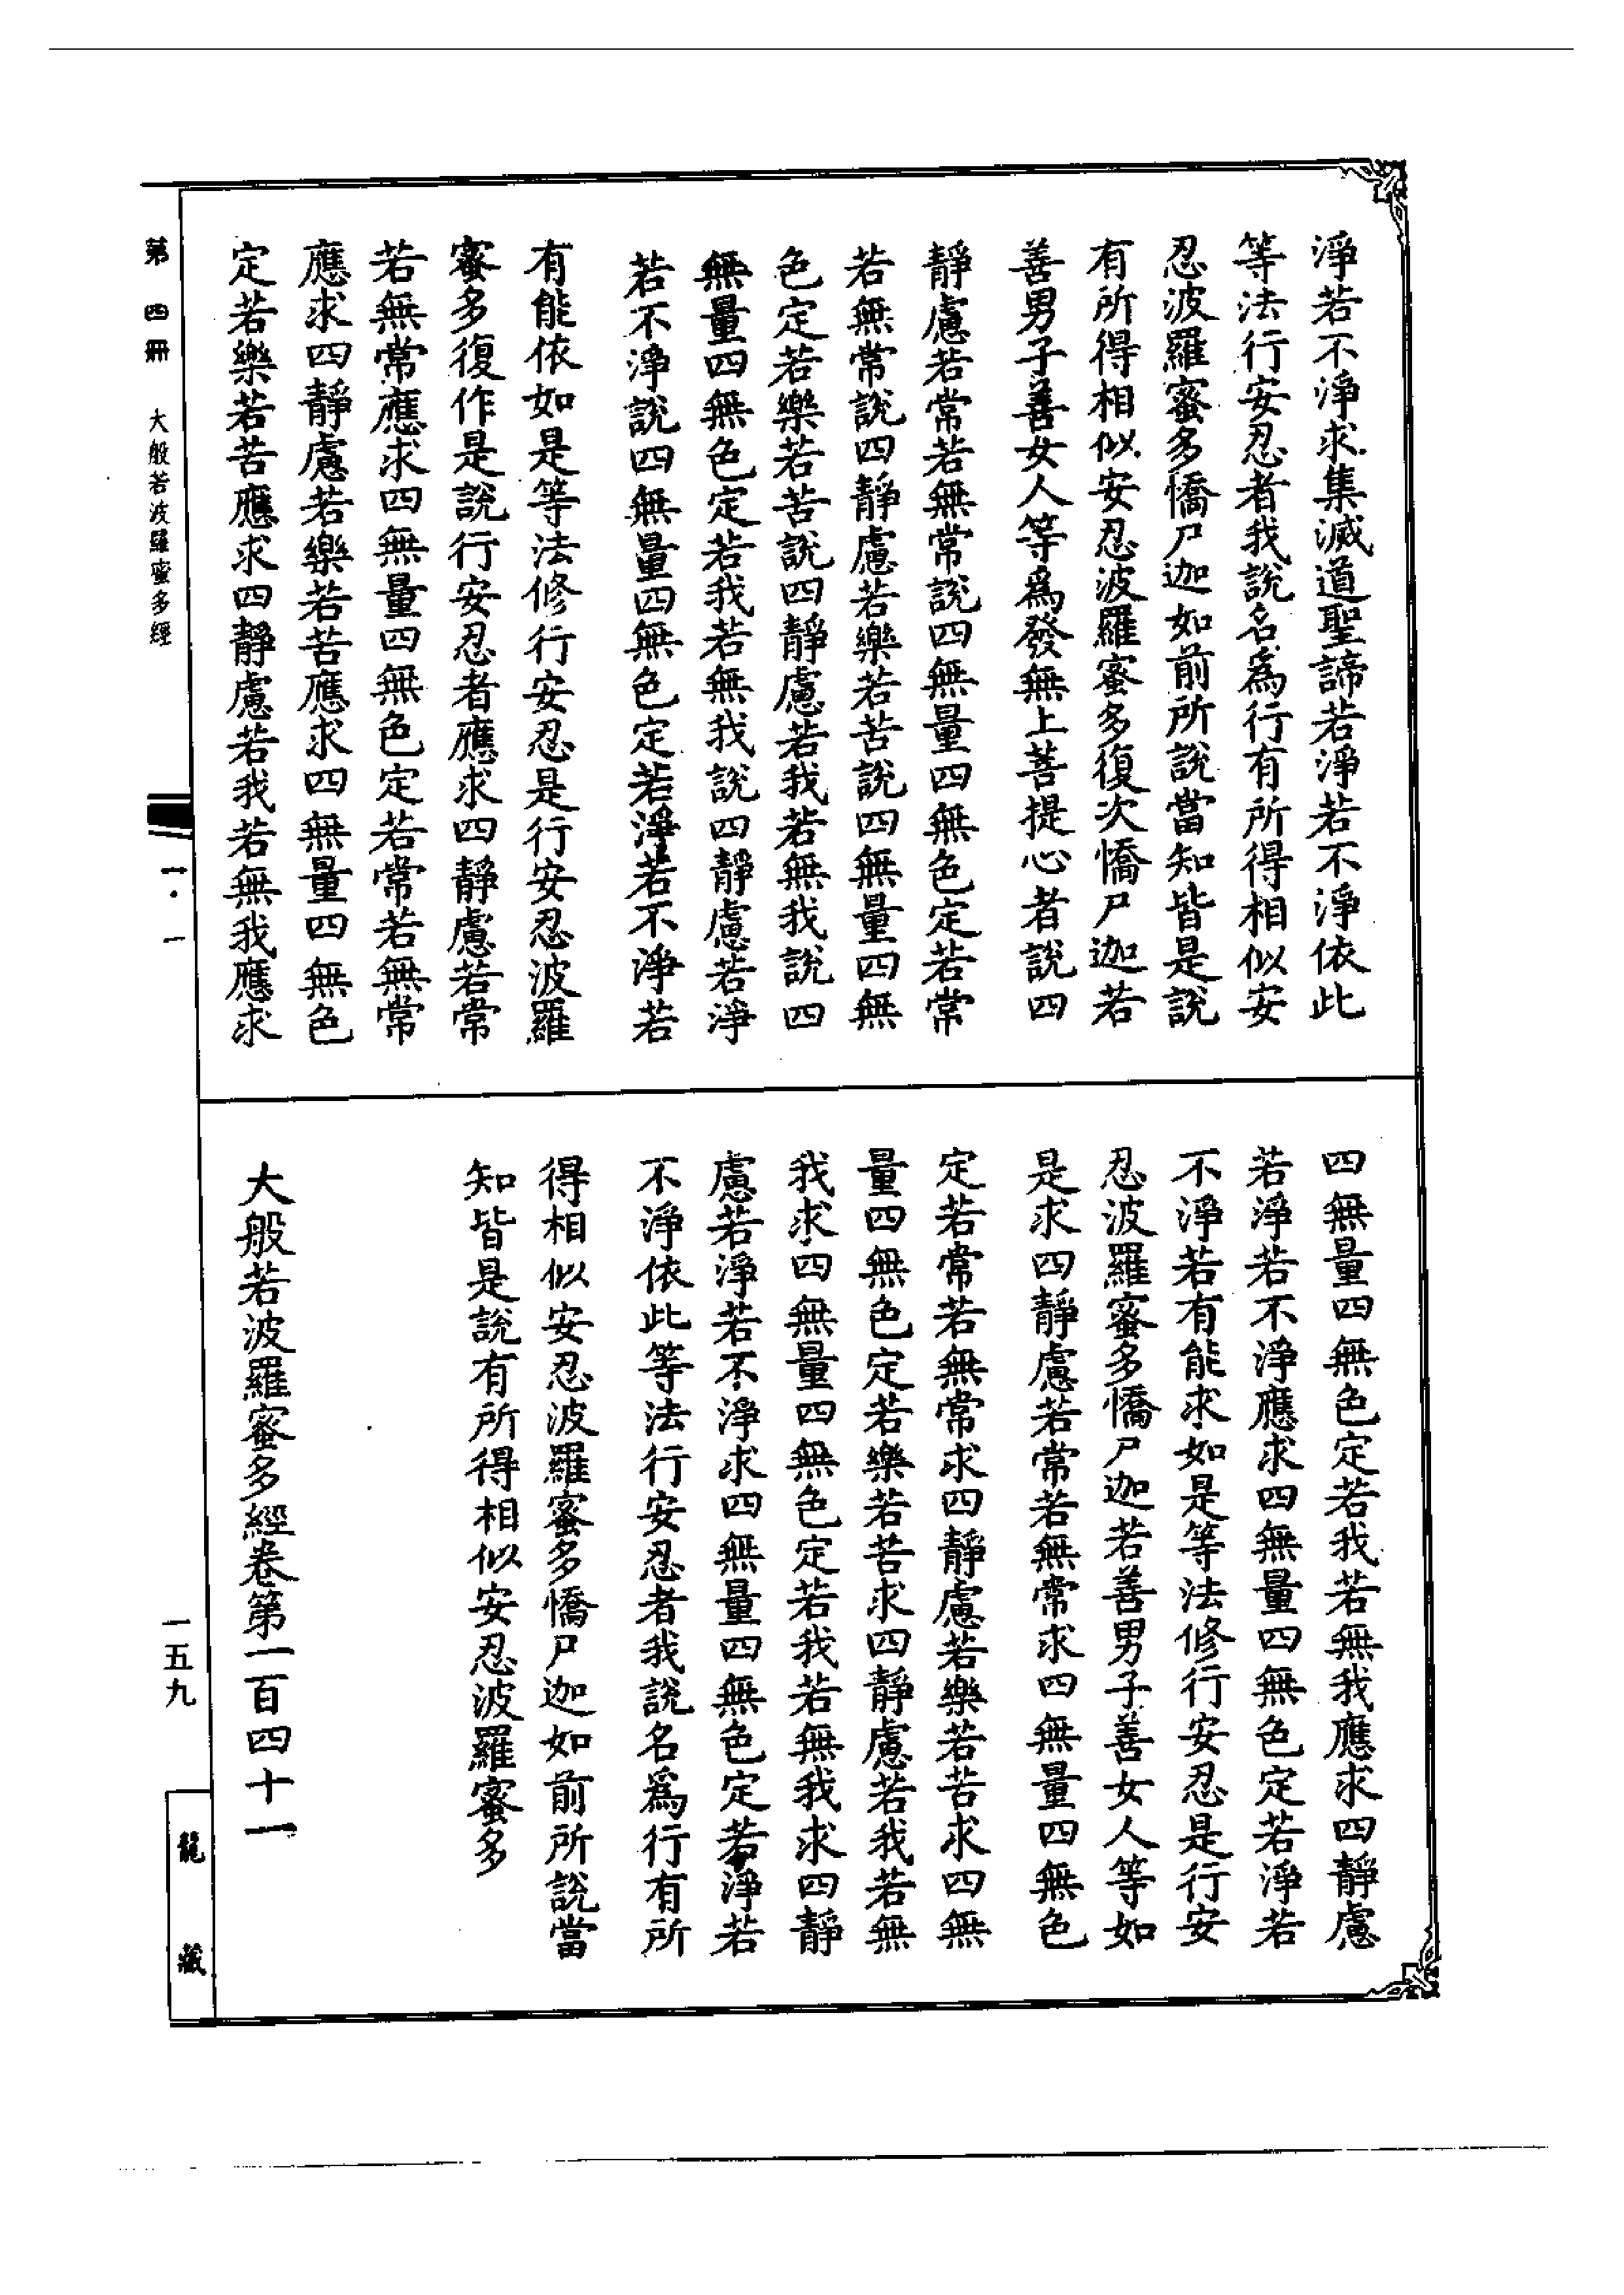 淨若不淨求集滅道聖諦若淨若不淨依此
等法行安忍者我說名爲行有所得相似安
忍波羅蜜多憍尸迦如前所說當知皆是說
有所得相似安忍波羅蜜多復次憍尸迦若
善男子善女人等爲發無上菩提心者說四
靜慮若常若無常說四無量四無色定若常
若無常說四靜慮若樂若苦說四無量四無
色定若樂若苦說四靜慮若我若無我說四
無量四無色定若我若無我說四靜慮若淨
若不淨說四無量四無色定若淨若不淨若
有能依如是等法修行安忍是行安忍波羅
蜜多復作是說行安忍者應求四靜慮若常
若無常應求四無量四無色定若常若無常
應求四靜慮若樂若苦應求四無量四無色
定若樂若苦應求四靜慮若我若無我應求
四無量四無色定若我若無我應求四靜慮
若淨若不淨應求四無量四無色定若淨若
不淨若有能求如是等法修行安忍是行安
忍波羅蜜多憍尸迦若善男子善女人等如
是求四靜慮若常若無常求四無量四無色
定若常若無常求四靜慮若樂若苦求四無
量四無色定若樂若苦求四靜慮若我若無
我求四無量四無色定若我若無我求四靜
慮若淨若不淨求四無量四無色定若淨若
不淨依此等法行安忍者我說名爲行有所
得相似安忍波羅蜜多憍尸迦如前所說當
知皆是說有所得相似安忍波羅蜜多
大般若波羅蜜多經卷第一百四十一
第四冊 大般若波羅蜜多經
一五九
龍藏